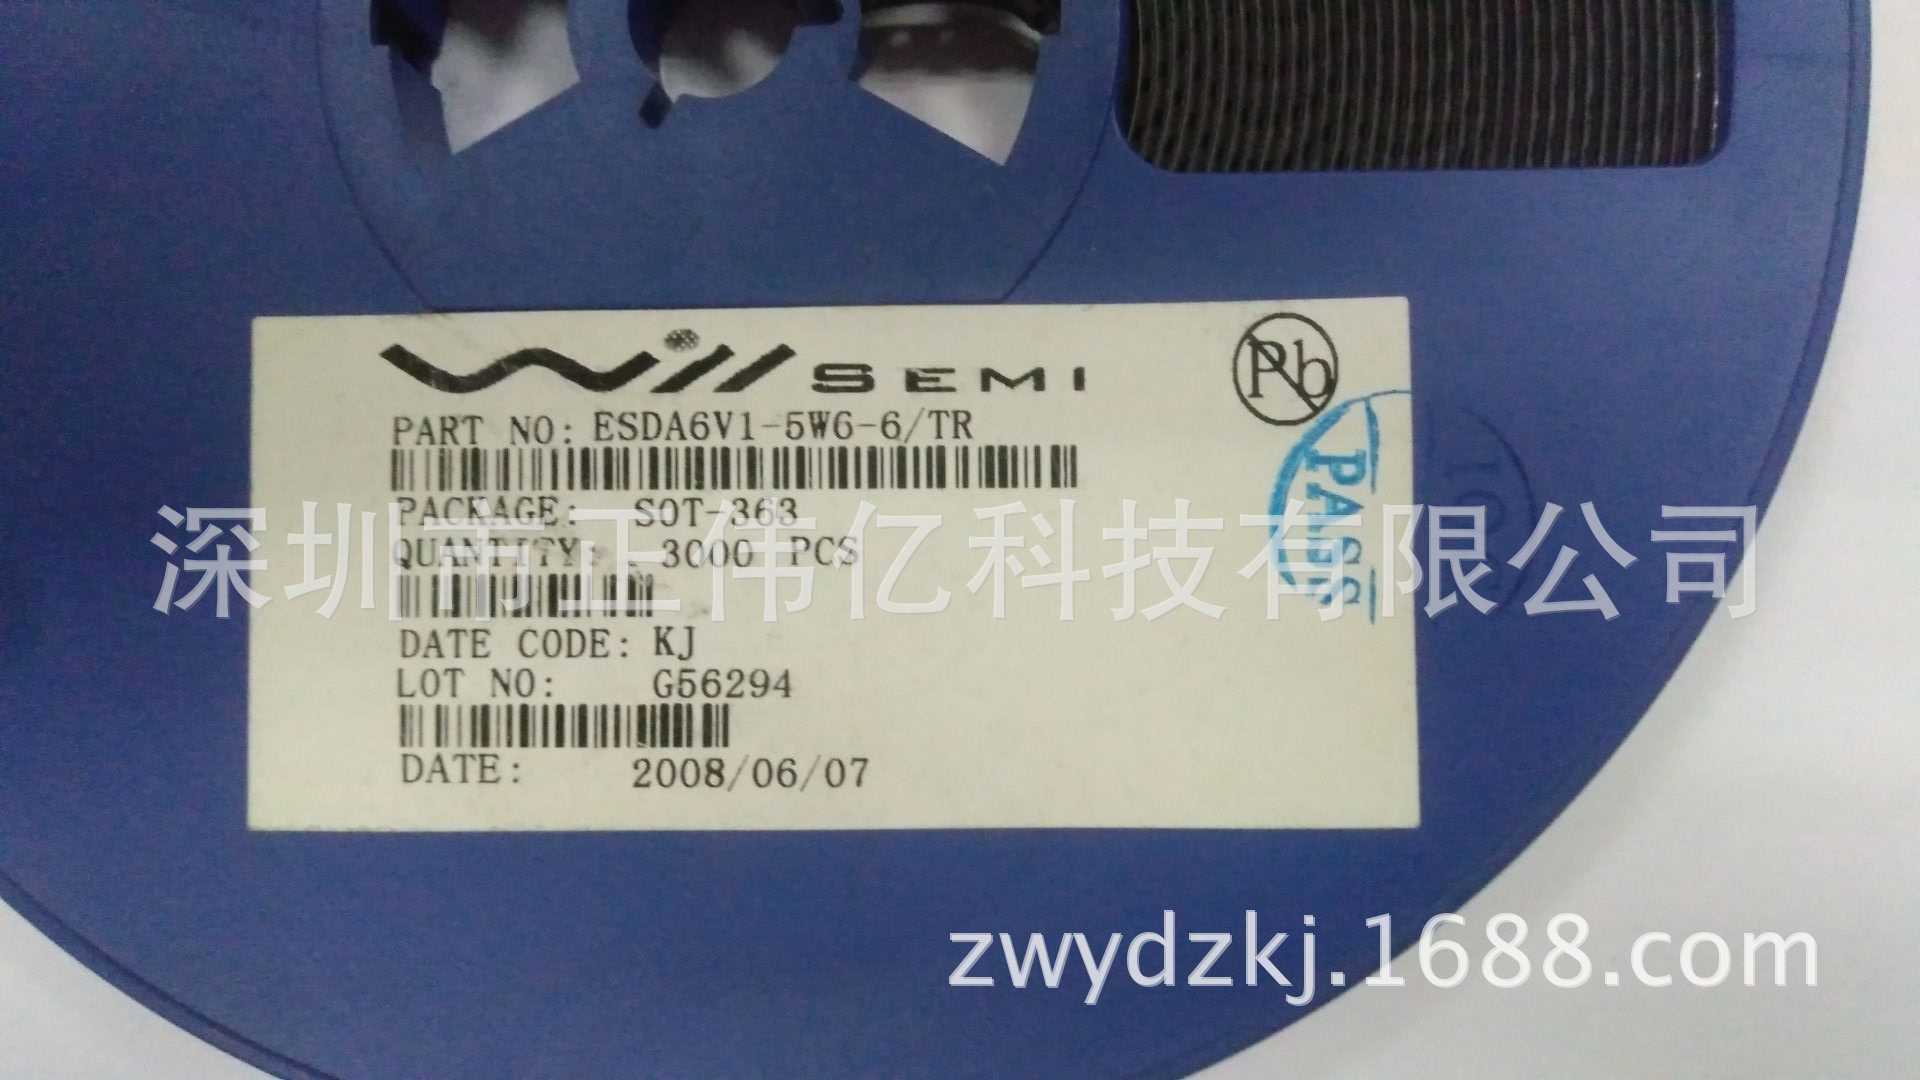 Will SEMI
Pb
PART NO: ESDA6V1-5W6-6/TR
PASS
PACKAGE: SOT-363
QUANTITY: 3000 PCS
深圳市正伟亿科技有限公司
DATE CODE: KJ
LOT NO: G56294
DATE: 2008/06/07
zwydzkj.1688.com